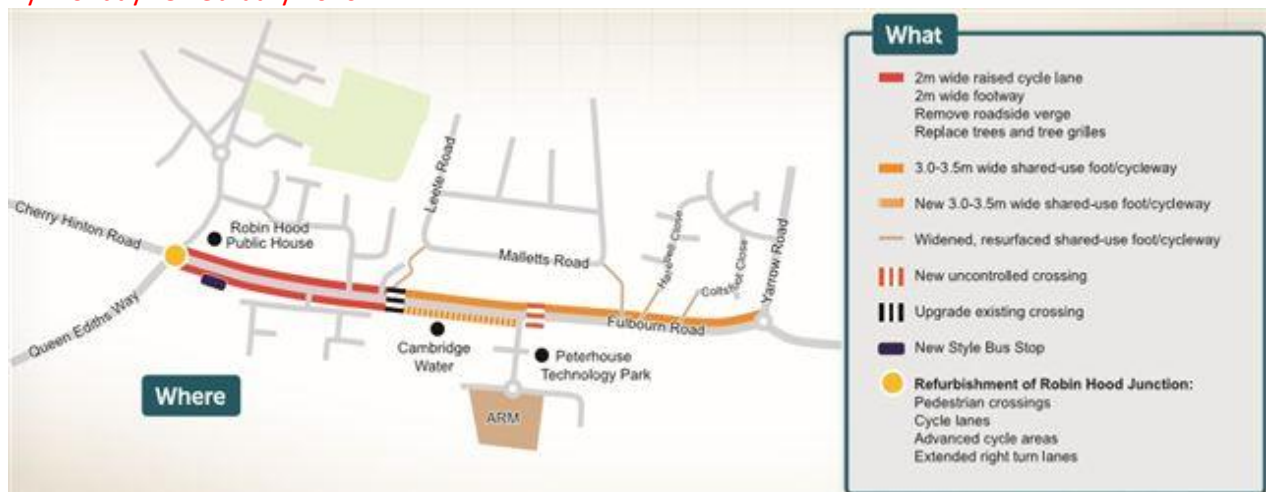 What
2m wide raised cycle lane
2m wide footway
Remove roadside verge
Replace trees and tree grilles
3.0-3.5m wide shared-use foot/cycleway
New 3.0-3.5m wide shared-use foot/cycleway
Widened, resurfaced shared-use foot/cycleway
New uncontrolled crossing
Upgrade existing crossing
New Style Bus Stop
Refurbishment of Robin Hood Junction:
Pedestrian crossings
Cycle lanes
Advanced cycle areas
Extended right turn lanes
Cherry Hinton Road
Robin Hood
Public House
Queen Ediths Way
Leete Road
Malletts Road
Close
Close
Yarrow Road
Fulbourn Road
Cambridge
Water
Peterhouse
Technology Park
ARM
Where